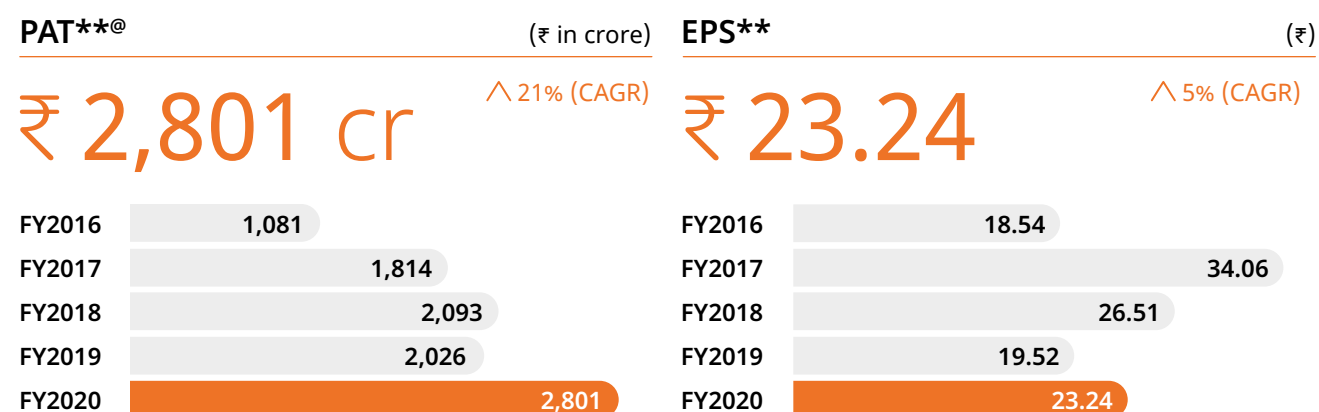 PAT**@ (₹ in crore)
₹ 2,801 cr
21% (CAGR)
FY2016 1,081
FY2017 1,814
FY2018 2,093
FY2019 2,026
FY2020 2,801
EPS** (₹)
₹ 23.24
5% (CAGR)
FY2016 18.54
FY2017 34.06
FY2018 26.51
FY2019 19.52
FY2020 23.24